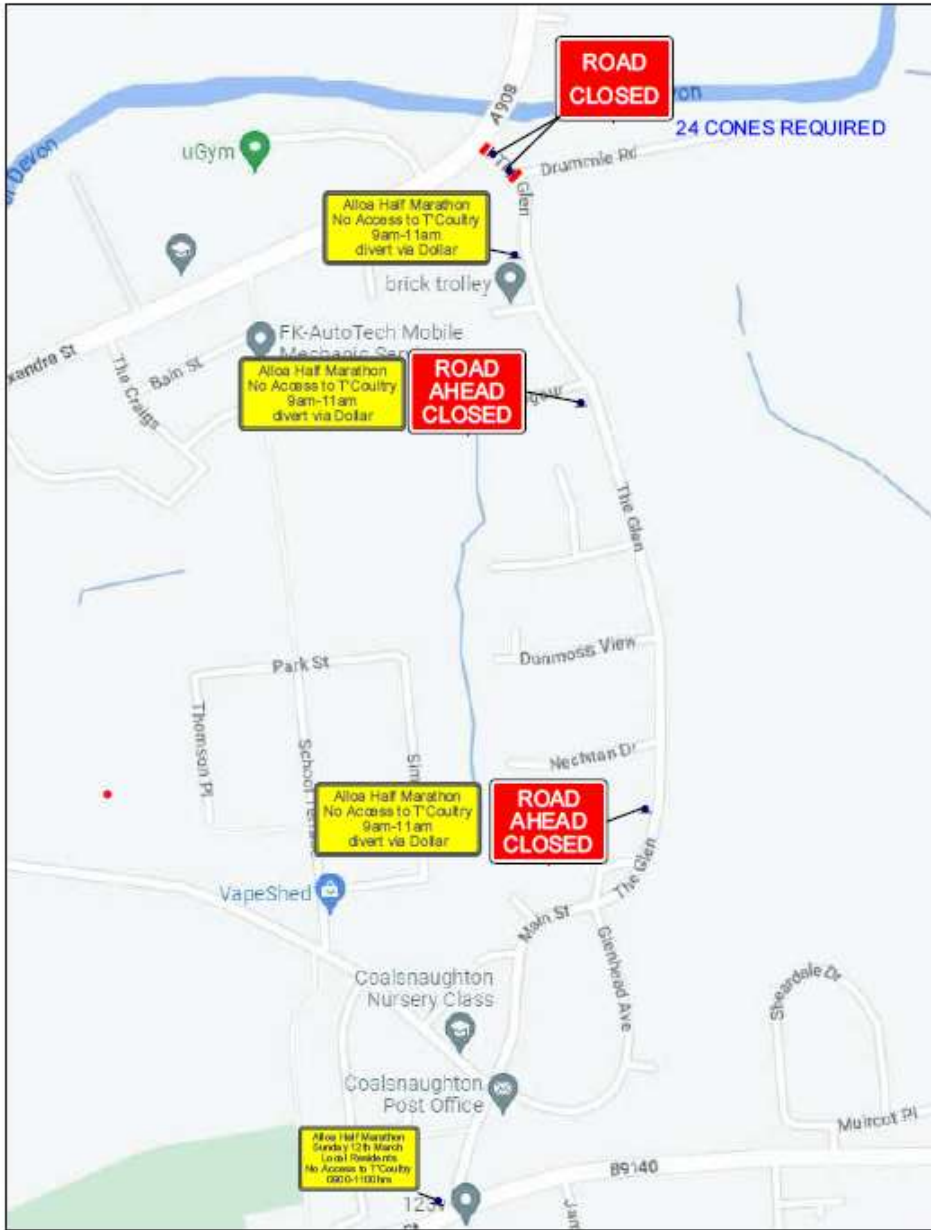 ROAD
CLOSED
A908
Devon
24 CONES REQUIRED
uGym
Drummie Rd
Glen
Alloa Half Marathon
No Access to T'Coultry
9am-11am
divert via Dollar
brick trolley
FK-AutoTech Mobile
Bain St
The Craigs
Alloa Half Marathon
No Access to T'Coultry
9am-11am
divert via Dollar
ROAD
AHEAD
CLOSED
The Glen
Park St
Dunmoss View
Thomson Pl
School
Nechtan Dr
Alloa Half Marathon
No Access to T'Coultry
9am-11am
divert via Dollar
ROAD
AHEAD
CLOSED
VapeShed
The Glen
Main St
Glenhead Ave
Coalsnaughton
Nursery Class
Sheardale Dr
Coalsnaughton
Post Office
Muircot Pl
Alloa Half Marathon
Sunday 12th March
Local Residents
No Access to T'Coultry
0900-1100hrs
B9140